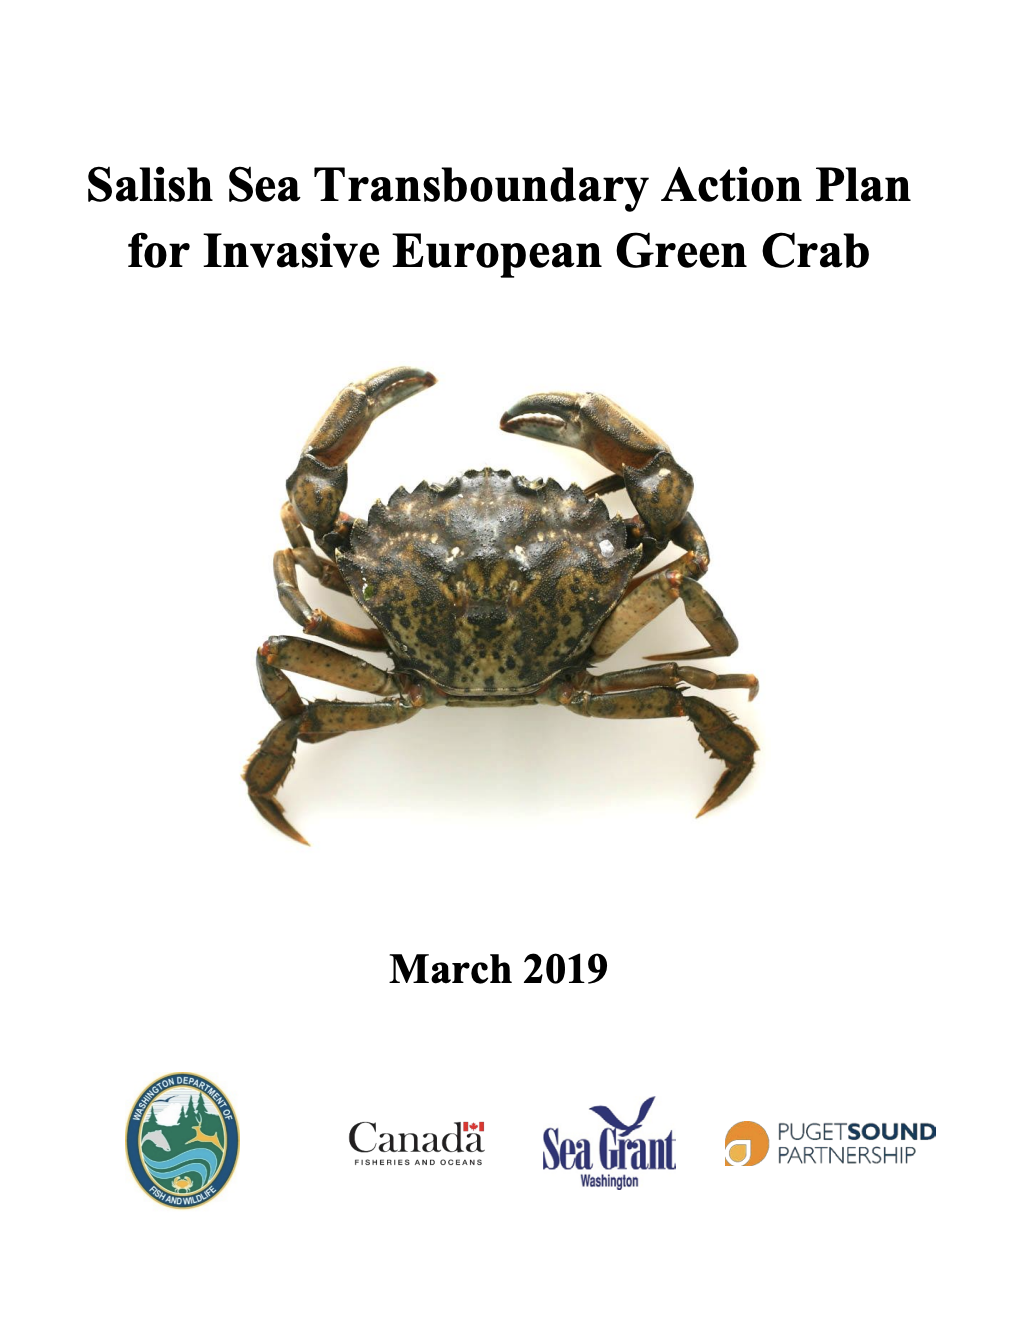 Salish Sea Transboundary Action Plan
for Invasive European Green Crab
March 2019
WASHINGTON DEPARTMENT OF
FISH AND WILDLIFE
Canada
FISHERIES AND OCEANS
Sea Grant
Washington
PUGETSOUND
PARTNERSHIP